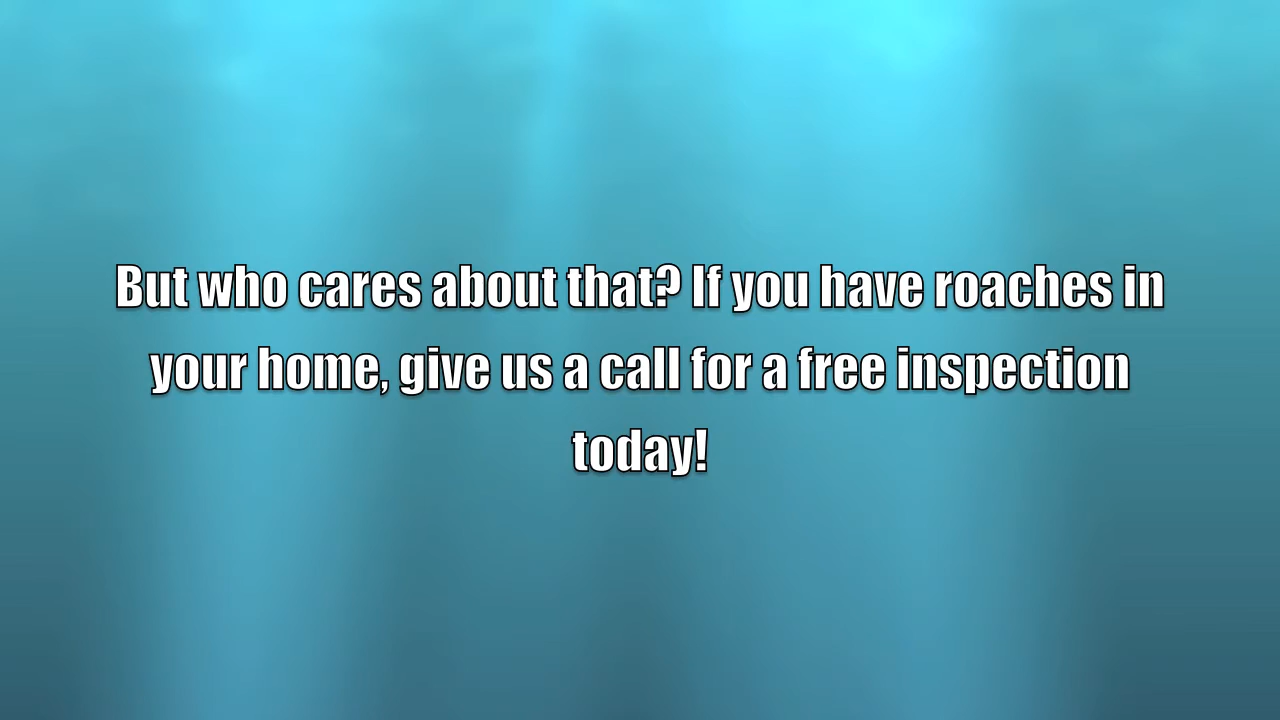 But who cares about that? If you have roaches in
your home, give us a call for a free inspection
today!